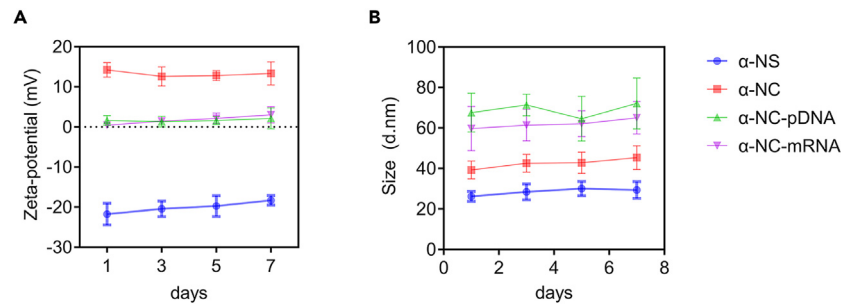 A
Zeta-potential (mV)
20
10
0
-10
-20
-30
1 3 5 7
days
B
Size (d.nm)
100
80
60
40
20
0
0 2 4 6 8
days
α-NS
α-NC
α-NC-pDNA
α-NC-mRNA